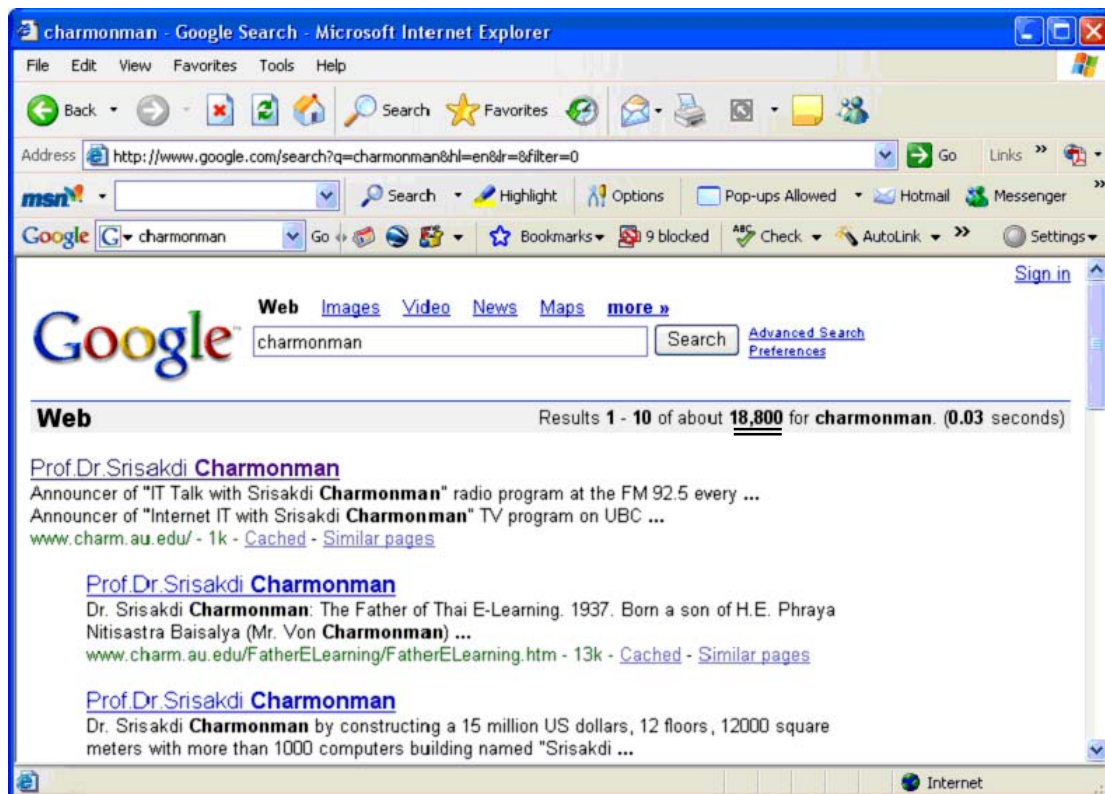 charmonman - Google Search - Microsoft Internet Explorer
File Edit View Favorites Tools Help
Back Search Favorites
Address http://www.google.com/search?q=charmonman&hl=en&lr=&filter=0 Go Links »
msn Search Highlight Options Pop-ups Allowed Hotmail Messenger »
Google G charmonman Go Bookmarks 9 blocked ABC Check AutoLink » Settings
Sign in
Web Images Video News Maps more »
Google™ charmonman Search Advanced Search
Preferences
Web Results 1 - 10 of about 18,800 for charmonman. (0.03 seconds)
Prof.Dr.Srisakdi Charmonman
Announcer of "IT Talk with Srisakdi Charmonman" radio program at the FM 92.5 every ...
Announcer of "Internet IT with Srisakdi Charmonman" TV program on UBC ...
www.charm.au.edu/ - 1k - Cached - Similar pages
Prof.Dr.Srisakdi Charmonman
Dr. Srisakdi Charmonman: The Father of Thai E-Learning. 1937. Born a son of H.E. Phraya
Nitisastra Baisalya (Mr. Von Charmonman) ...
www.charm.au.edu/FatherELearning/FatherELearning.htm - 13k - Cached - Similar pages
Prof.Dr.Srisakdi Charmonman
Dr. Srisakdi Charmonman by constructing a 15 million US dollars, 12 floors, 12000 square
meters with more than 1000 computers building named "Srisakdi ...
Internet